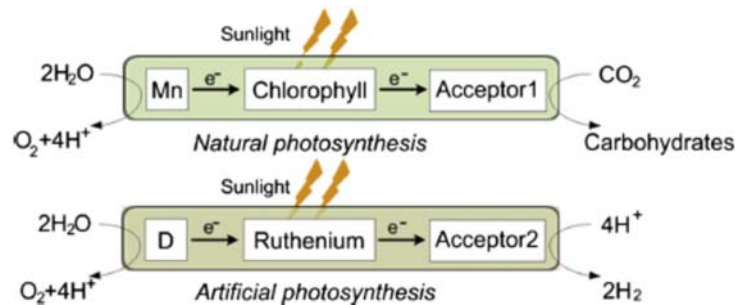 Sunlight
2H₂O Mn e⁻ Chlorophyll e⁻ Acceptor1 CO₂
O₂+4H⁺ Natural photosynthesis Carbohydrates
Sunlight
2H₂O D e⁻ Ruthenium e⁻ Acceptor2 4H⁺
O₂+4H⁺ Artificial photosynthesis 2H₂